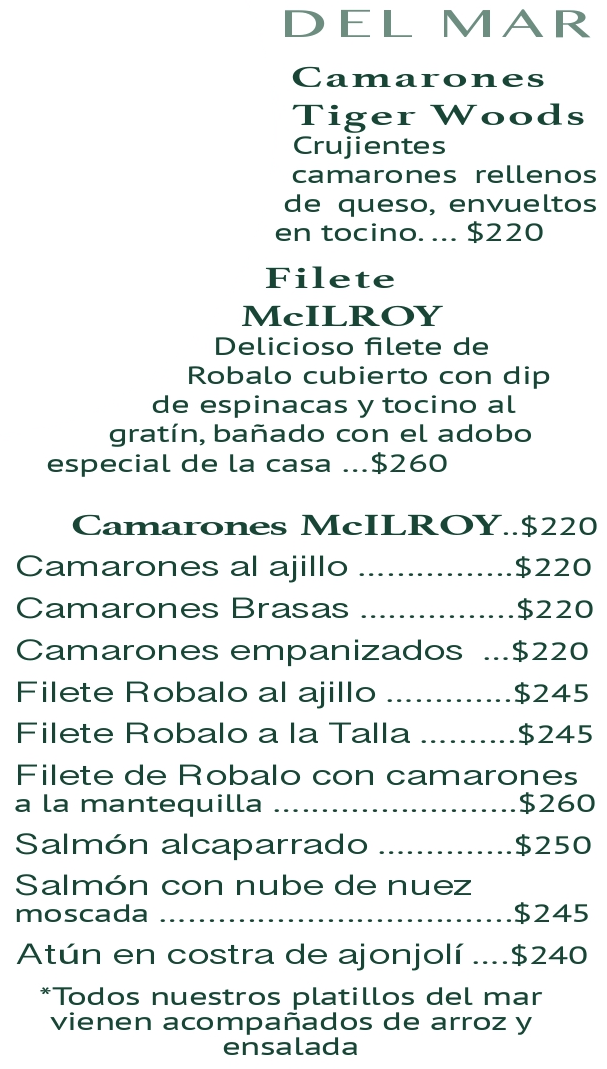 DEL MAR
Camarones
Tiger Woods
Crujientes
camarones rellenos
de queso, envueltos
en tocino. ... $220
Filete
McILROY
Delicioso filete de
Robalo cubierto con dip
de espinacas y tocino al
gratín, bañado con el adobo
especial de la casa ...$260
Camarones McILROY..$220
Camarones al ajillo ................$220
Camarones Brasas ................$220
Camarones empanizados ...$220
Filete Robalo al ajillo .............$245
Filete Robalo a la Talla ..........$245
Filete de Robalo con camarones
a la mantequilla .........................$260
Salmón alcaparrado ..............$250
Salmón con nube de nuez
moscada ....................................$245
Atún en costra de ajonjolí ....$240
*Todos nuestros platillos del mar
vienen acompañados de arroz y
ensalada